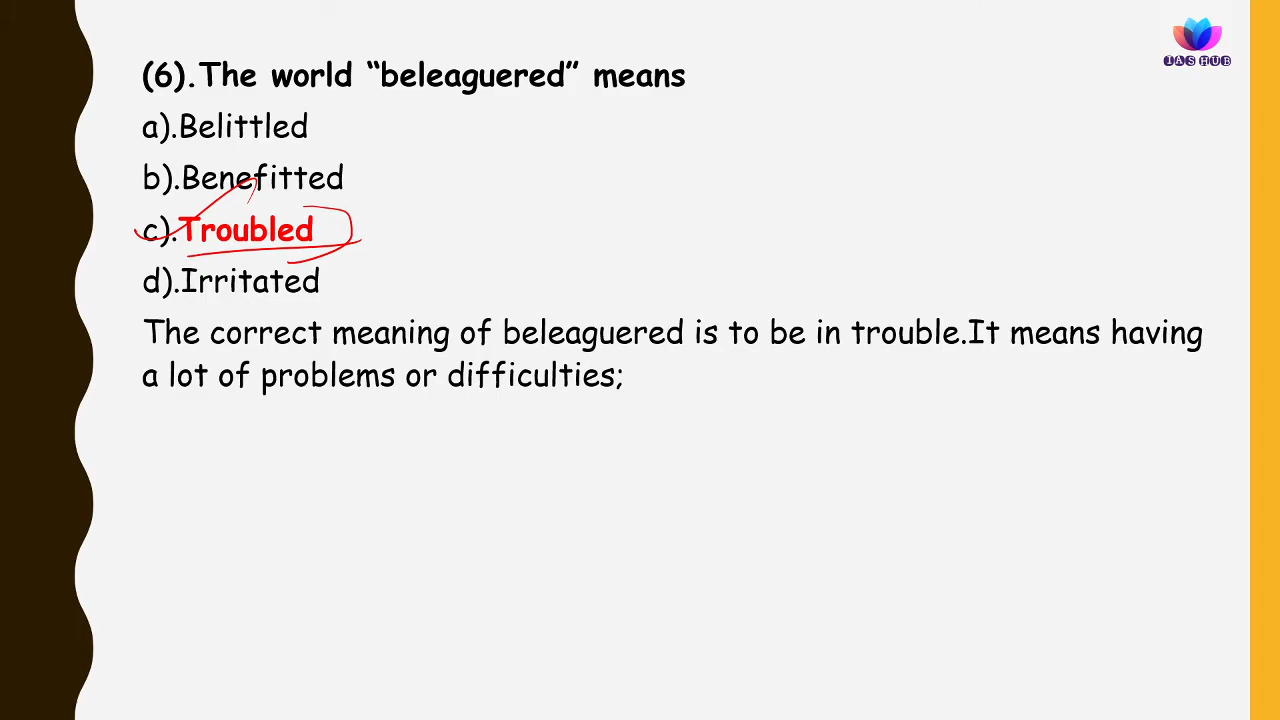 (6).The world “beleaguered” means
a).Belittled
b).Benefitted
c).Troubled
d).Irritated
The correct meaning of beleaguered is to be in trouble.It means having
a lot of problems or difficulties;
IAS HUB